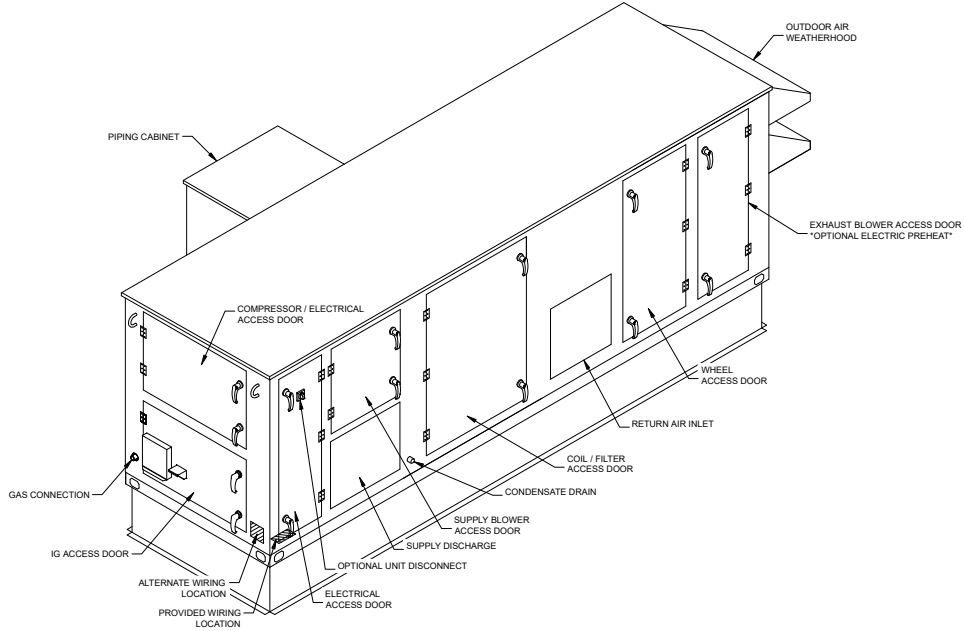 OUTDOOR AIR
WEATHERHOOD
PIPING CABINET
EXHAUST BLOWER ACCESS DOOR
*OPTIONAL ELECTRIC PREHEAT*
COMPRESSOR / ELECTRICAL
ACCESS DOOR
WHEEL
ACCESS DOOR
RETURN AIR INLET
COIL / FILTER
ACCESS DOOR
CONDENSATE DRAIN
GAS CONNECTION
SUPPLY BLOWER
ACCESS DOOR
SUPPLY DISCHARGE
IG ACCESS DOOR
OPTIONAL UNIT DISCONNECT
ALTERNATE WIRING
LOCATION
ELECTRICAL
ACCESS DOOR
PROVIDED WIRING
LOCATION